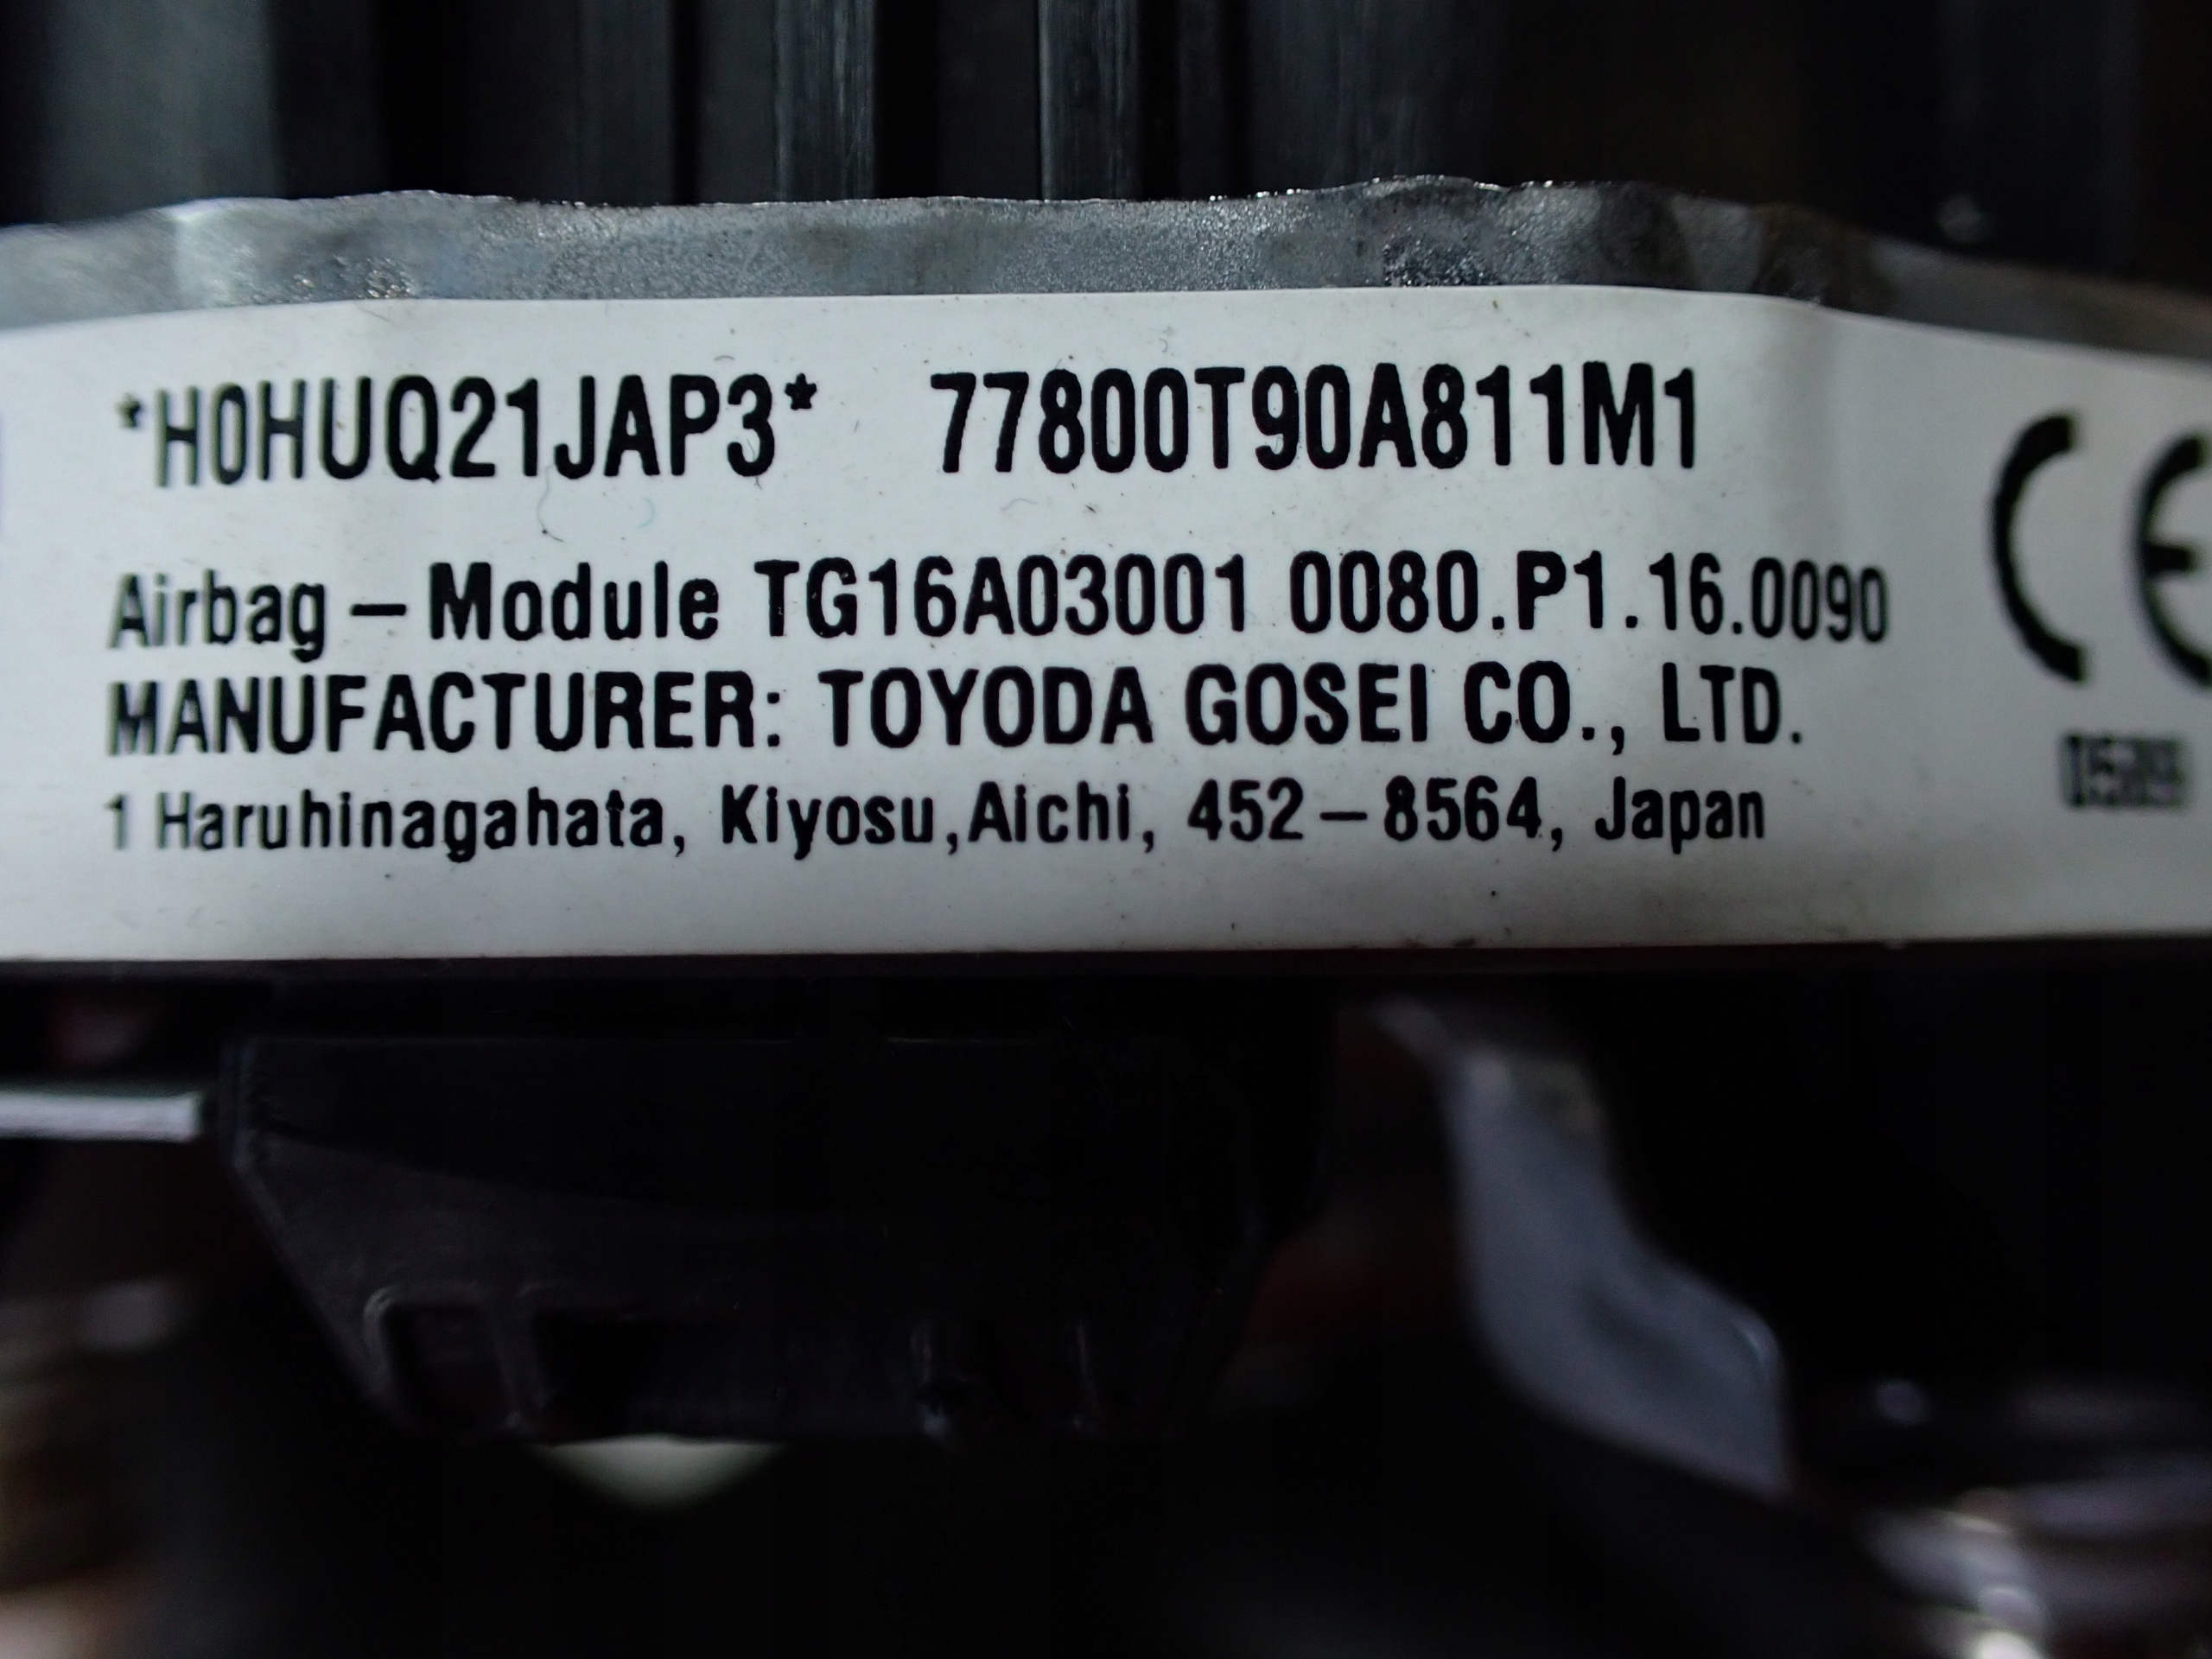 *H0HUQ21JAP3* 77800T90A811M1
Airbag – Module TG16A03001 0080.P1.16.0090
MANUFACTURER: TOYODA GOSEI CO., LTD.
1 Haruhinagahata, Kiyosu,Aichi, 452–8564, Japan
CE